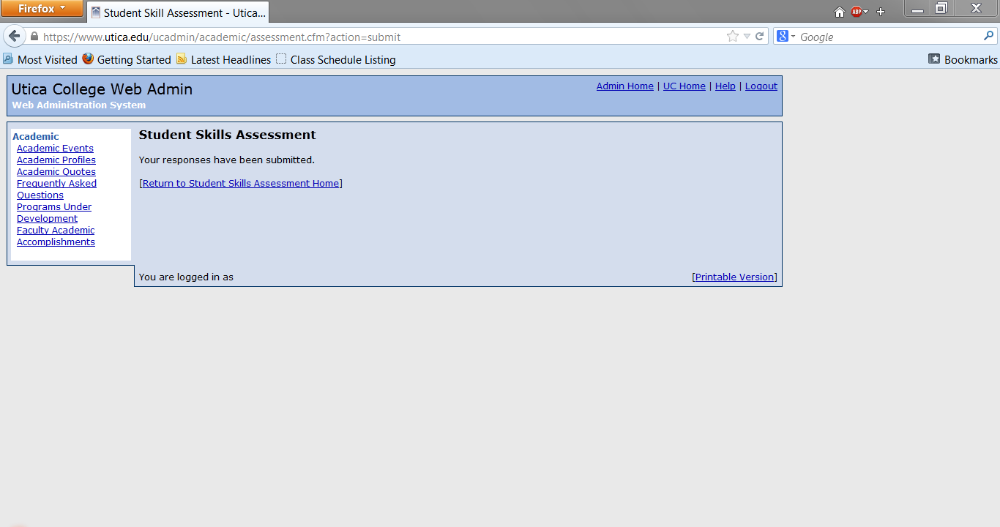 Firefox
Student Skill Assessment - Utica...
ABP
https://www.utica.edu/ucadmin/academic/assessment.cfm?action=submit
8 Google
Most Visited Getting Started Latest Headlines Class Schedule Listing Bookmarks
Utica College Web Admin
Admin Home | UC Home | Help | Logout
Web Administration System
Academic
Academic Events
Academic Profiles
Academic Quotes
Frequently Asked
Questions
Programs Under
Development
Faculty Academic
Accomplishments
Student Skills Assessment
Your responses have been submitted.
[Return to Student Skills Assessment Home]
You are logged in as [Printable Version]